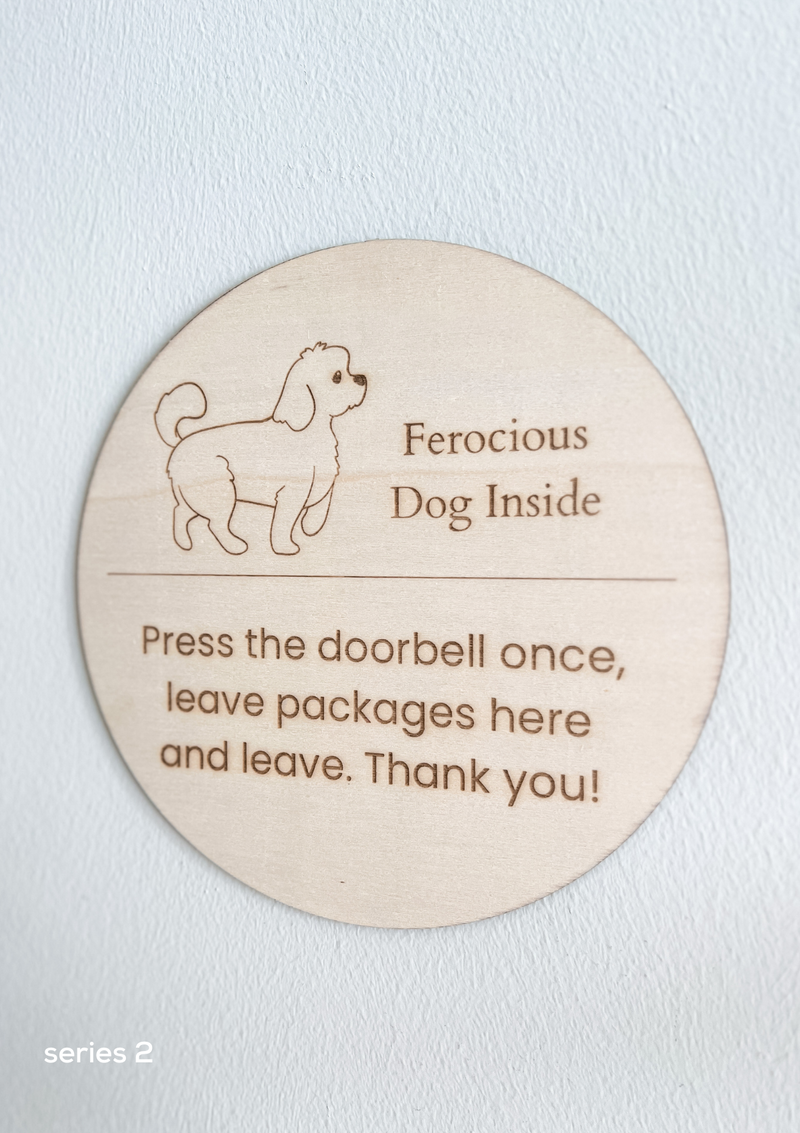 Ferocious
Dog Inside
Press the doorbell once,
leave packages here
and leave. Thank you!
series 2